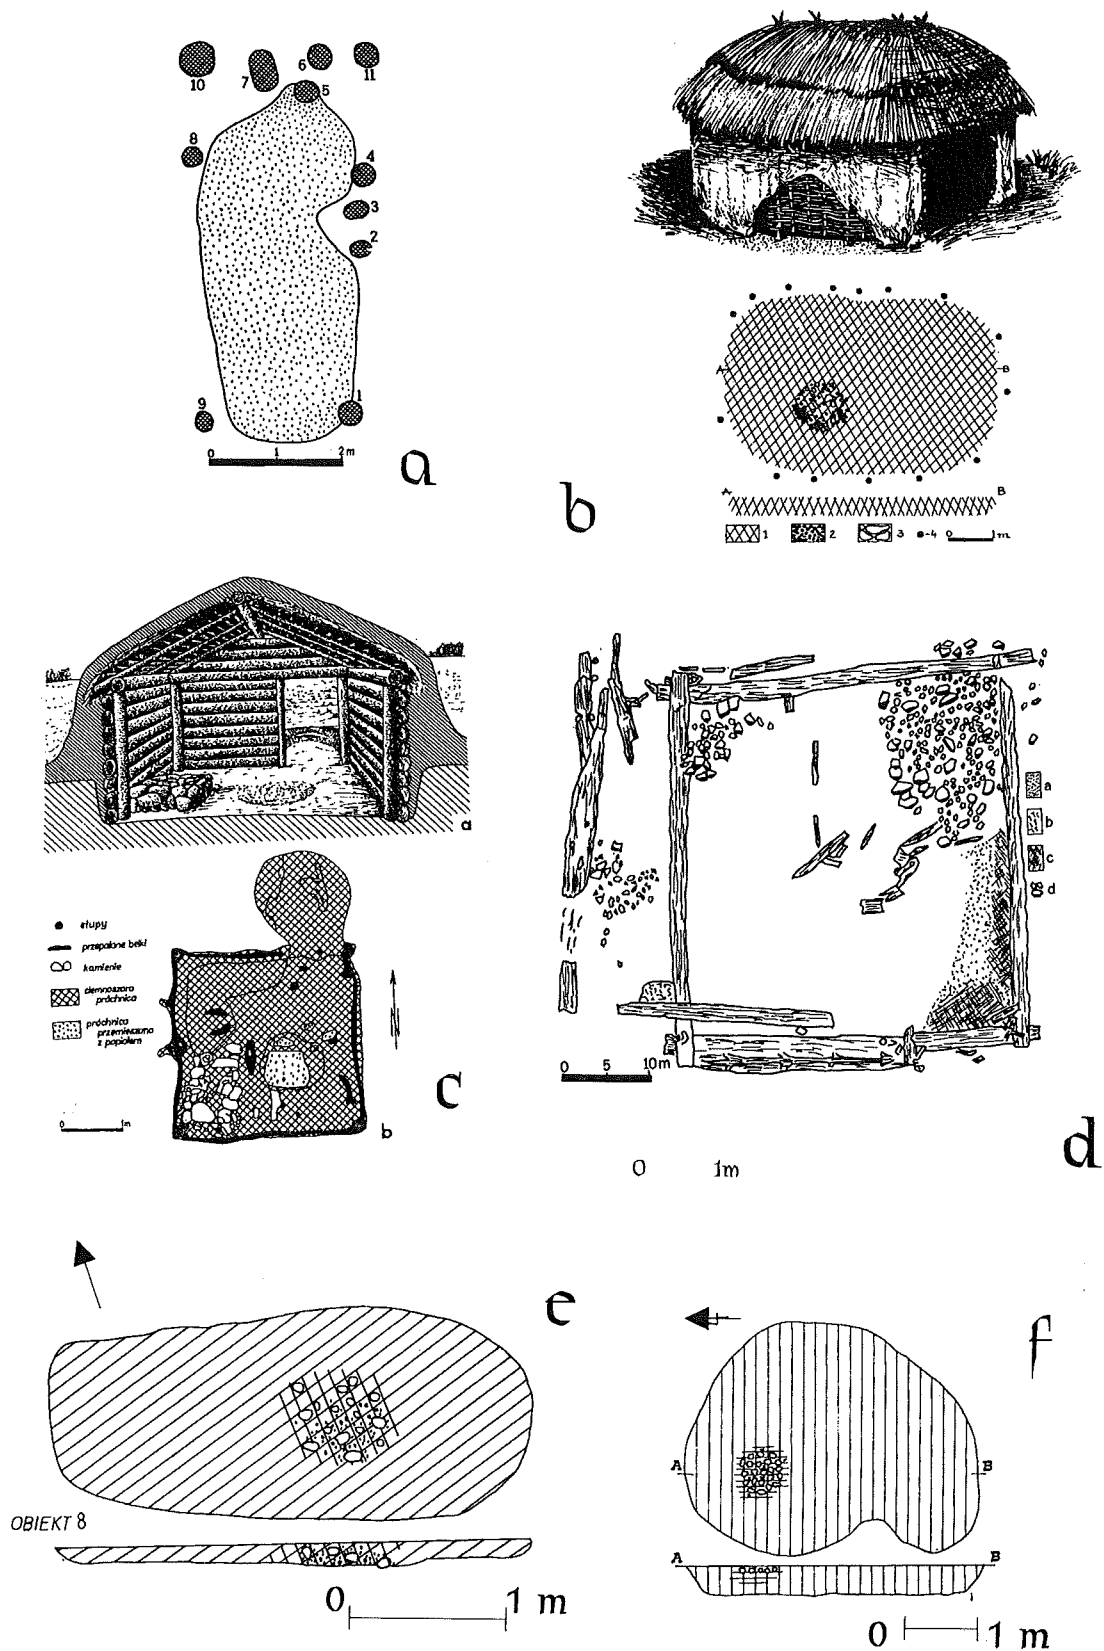 10
7
6
11
5
8
4
3
2
9
1
0 1 2 m
a
A B
A B
1 2 3 -4 0 m
b
a
słupy
przepalone belki
kamienie
ciemnoszara
próchnica
próchnica
przemieszana
z popiołem
0 1m
b
c
a
b
c
d
0 5 10 m
d
0 1m
e
OBIEKT 8
0 1 m
f
A B
A B
0 1 m